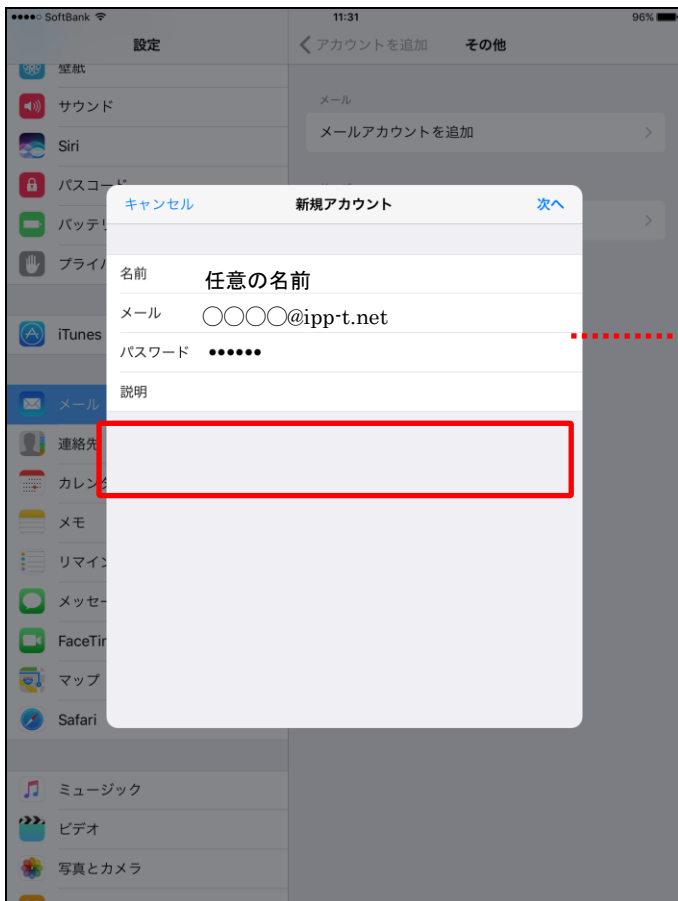 ●●●●○ SoftBank 11:31 96%
設定
アカウントを追加 その他
壁紙
サウンド
Siri
パスコード
バッテリ
プライバ
iTunes
メール
連絡先
カレンダ
メモ
リマイン
メッセー
FaceTim
マップ
Safari
ミュージック
ビデオ
写真とカメラ
メール
メールアカウントを追加
キャンセル 新規アカウント 次へ
名前 任意の名前
メール 〇〇〇〇@ipp-t.net
パスワード ●●●●●●
説明